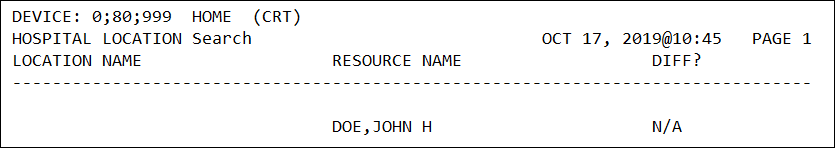 DEVICE: 0;80;999  HOME  (CRT)
HOSPITAL LOCATION Search                             OCT 17, 2019@10:45   PAGE 1
LOCATION NAME                   RESOURCE NAME                   DIFF?
--------------------------------------------------------------------------------
DOE,JOHN H                      N/A